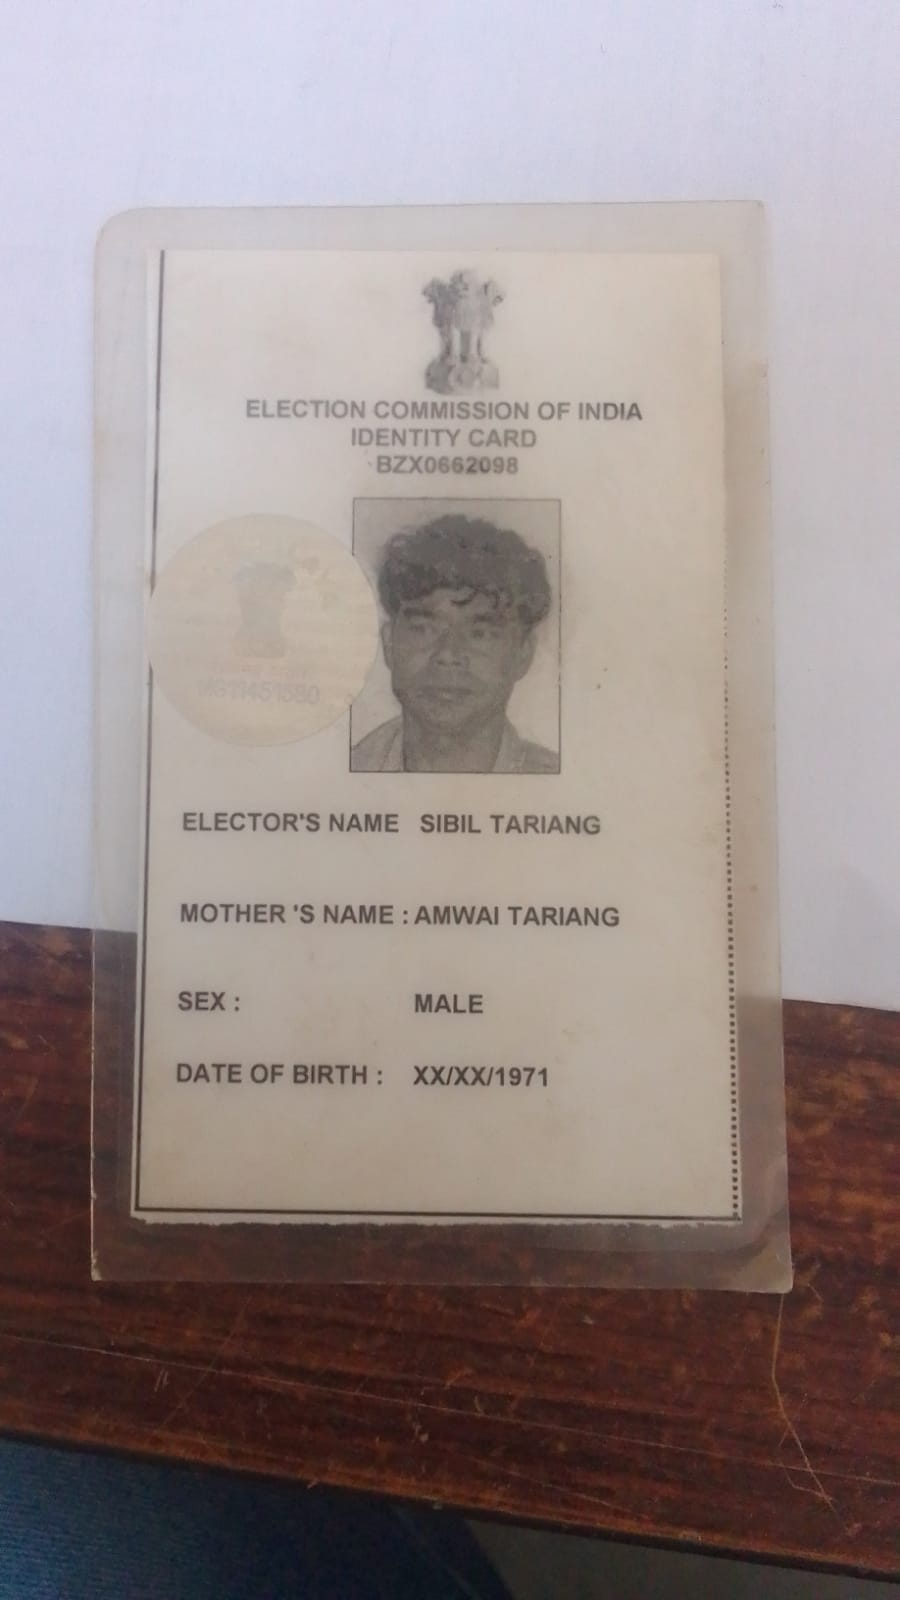 ELECTION COMMISSION OF INDIA
IDENTITY CARD
BZX0662098
ELECTOR'S NAME SIBIL TARIANG
MOTHER 'S NAME : AMWAI TARIANG
SEX : MALE
DATE OF BIRTH : XX/XX/1971